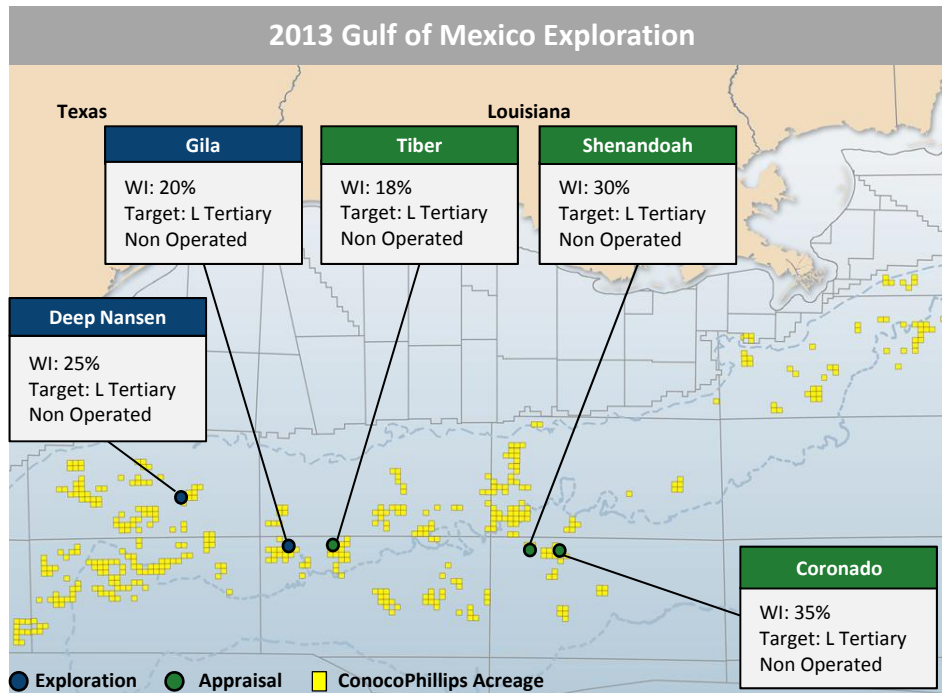 2013 Gulf of Mexico Exploration
Texas
Louisiana
Gila
WI: 20%
Target: L Tertiary
Non Operated
Tiber
WI: 18%
Target: L Tertiary
Non Operated
Shenandoah
WI: 30%
Target: L Tertiary
Non Operated
Deep Nansen
WI: 25%
Target: L Tertiary
Non Operated
Coronado
WI: 35%
Target: L Tertiary
Non Operated
Exploration
Appraisal
ConocoPhillips Acreage